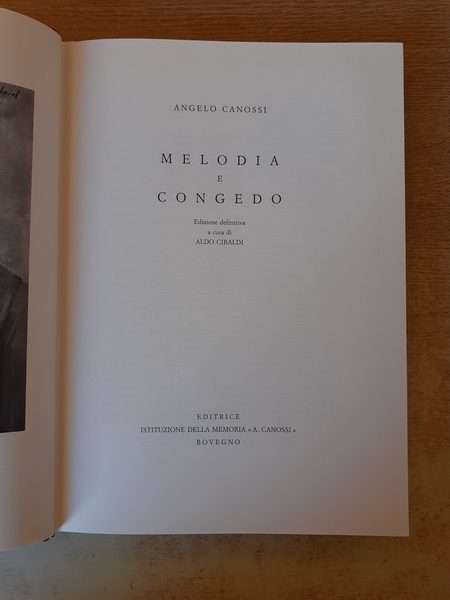 ANGELO CANOSSI
MELODIA
E
CONGEDO
Edizione definitiva
a cura di
ALDO CIBALDI
EDITRICE
ISTITUZIONE DELLA MEMORIA « A. CANOSSI »
BOVEGNO